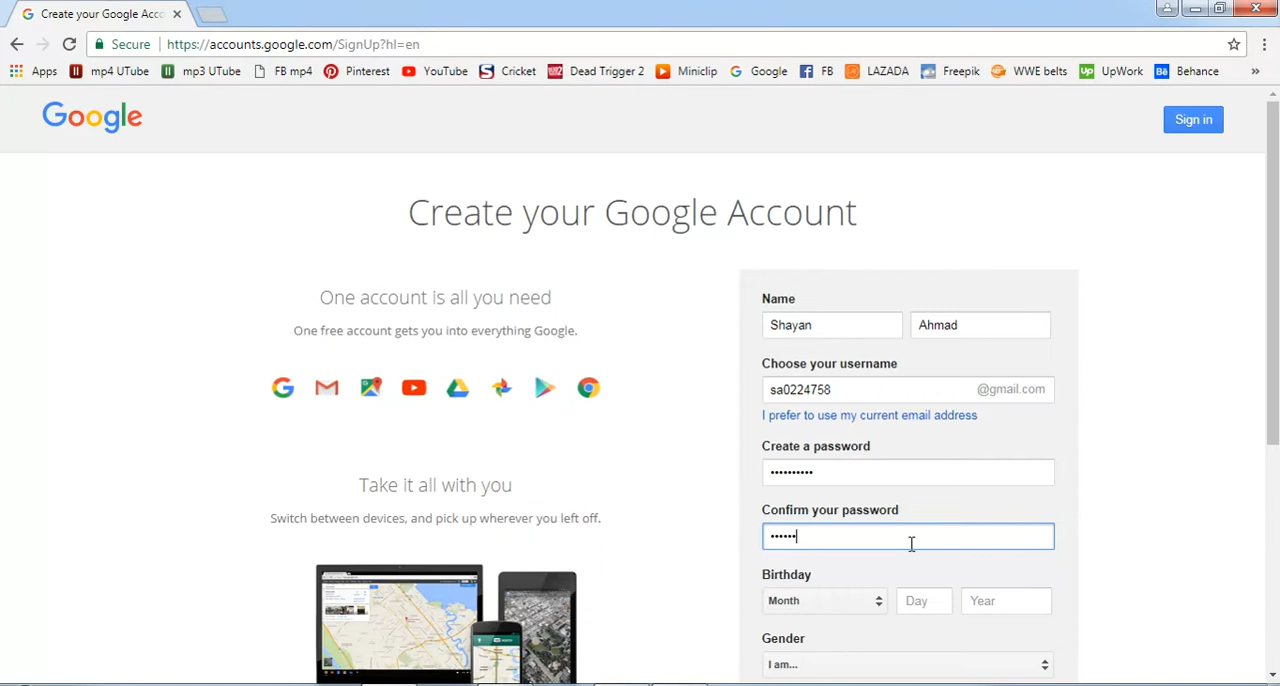 Create your Google Acco
Secure https://accounts.google.com/SignUp?hl=en
Apps mp4 UTube mp3 UTube FB mp4 Pinterest YouTube Cricket Dead Trigger 2 Miniclip Google FB LAZADA Freepik WWE belts UpWork Behance »
Google
Sign in
Create your Google Account
One account is all you need
One free account gets you into everything Google.
Take it all with you
Switch between devices, and pick up wherever you left off.
Name
Shayan Ahmad
Choose your username
sa0224758 @gmail.com
I prefer to use my current email address
Create a password
••••••••••
Confirm your password
••••••
Birthday
Month Day Year
Gender
I am...